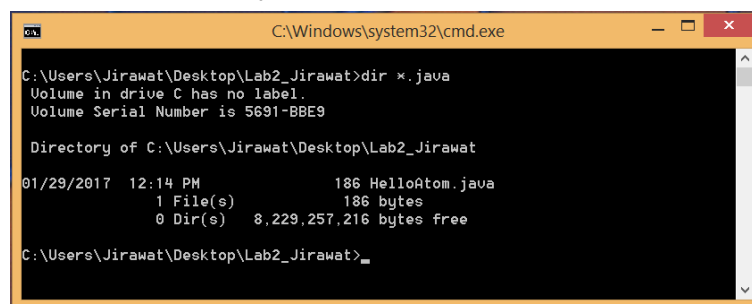 C:\Windows\system32\cmd.exe
C:\Users\Jirawat\Desktop\Lab2_Jirawat>dir *.java
Volume in drive C has no label.
Volume Serial Number is 5691-BBE9
Directory of C:\Users\Jirawat\Desktop\Lab2_Jirawat
01/29/2017  12:14 PM               186 HelloAtom.java
1 File(s)            186 bytes
0 Dir(s)   8,229,257,216 bytes free
C:\Users\Jirawat\Desktop\Lab2_Jirawat>_